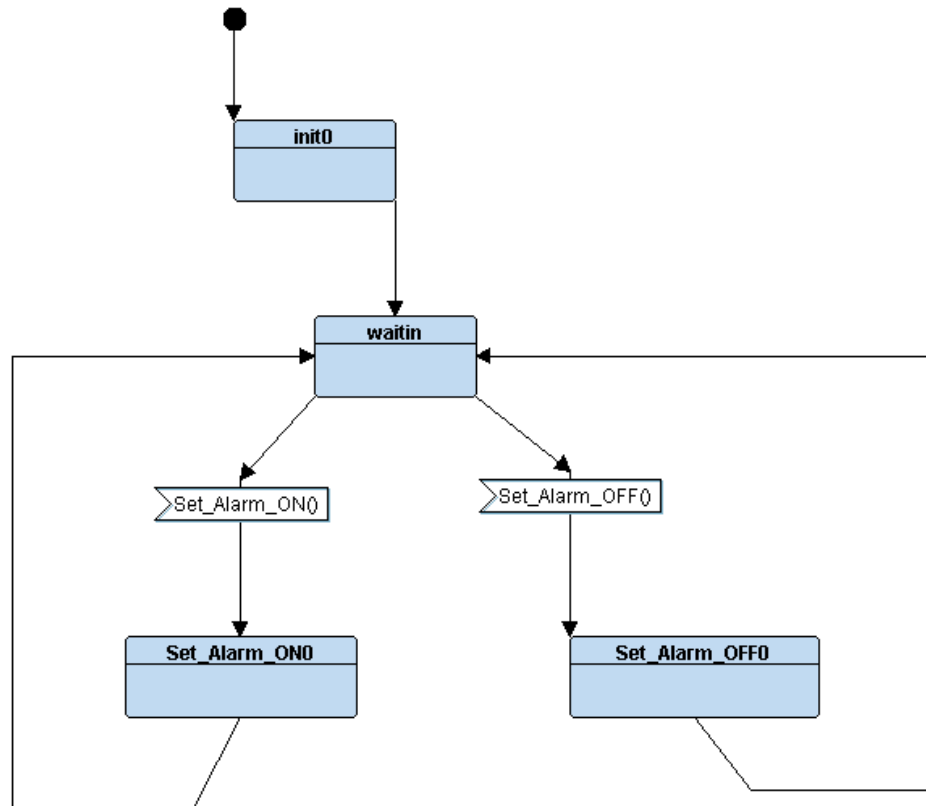 init0
waitin
Set_Alarm_ON()
Set_Alarm_OFF()
Set_Alarm_ON0
Set_Alarm_OFF0